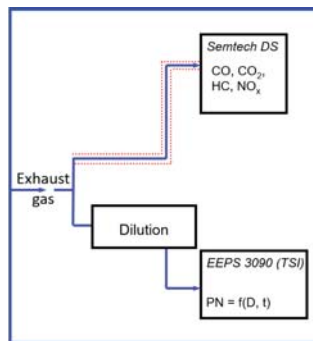 Semtech DS
CO, CO₂,
HC, NOₓ
Exhaust
gas
Dilution
EEPS 3090 (TSI)
PN = f(D, t)